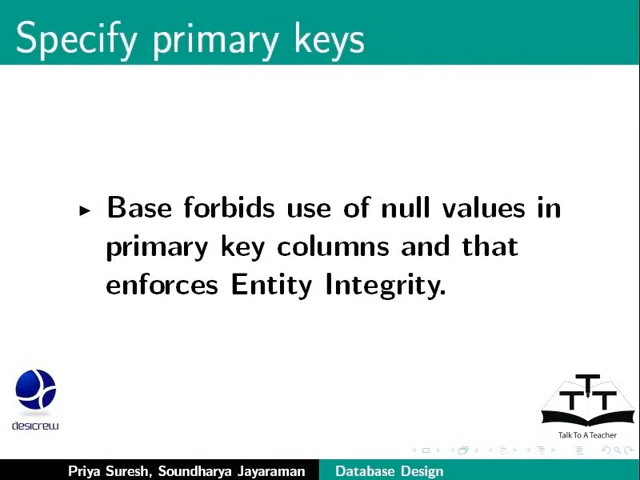 Specify primary keys
▶ Base forbids use of null values in
primary key columns and that
enforces Entity Integrity.
desicrew
TTT
Talk To A Teacher
Priya Suresh, Soundharya Jayaraman
Database Design